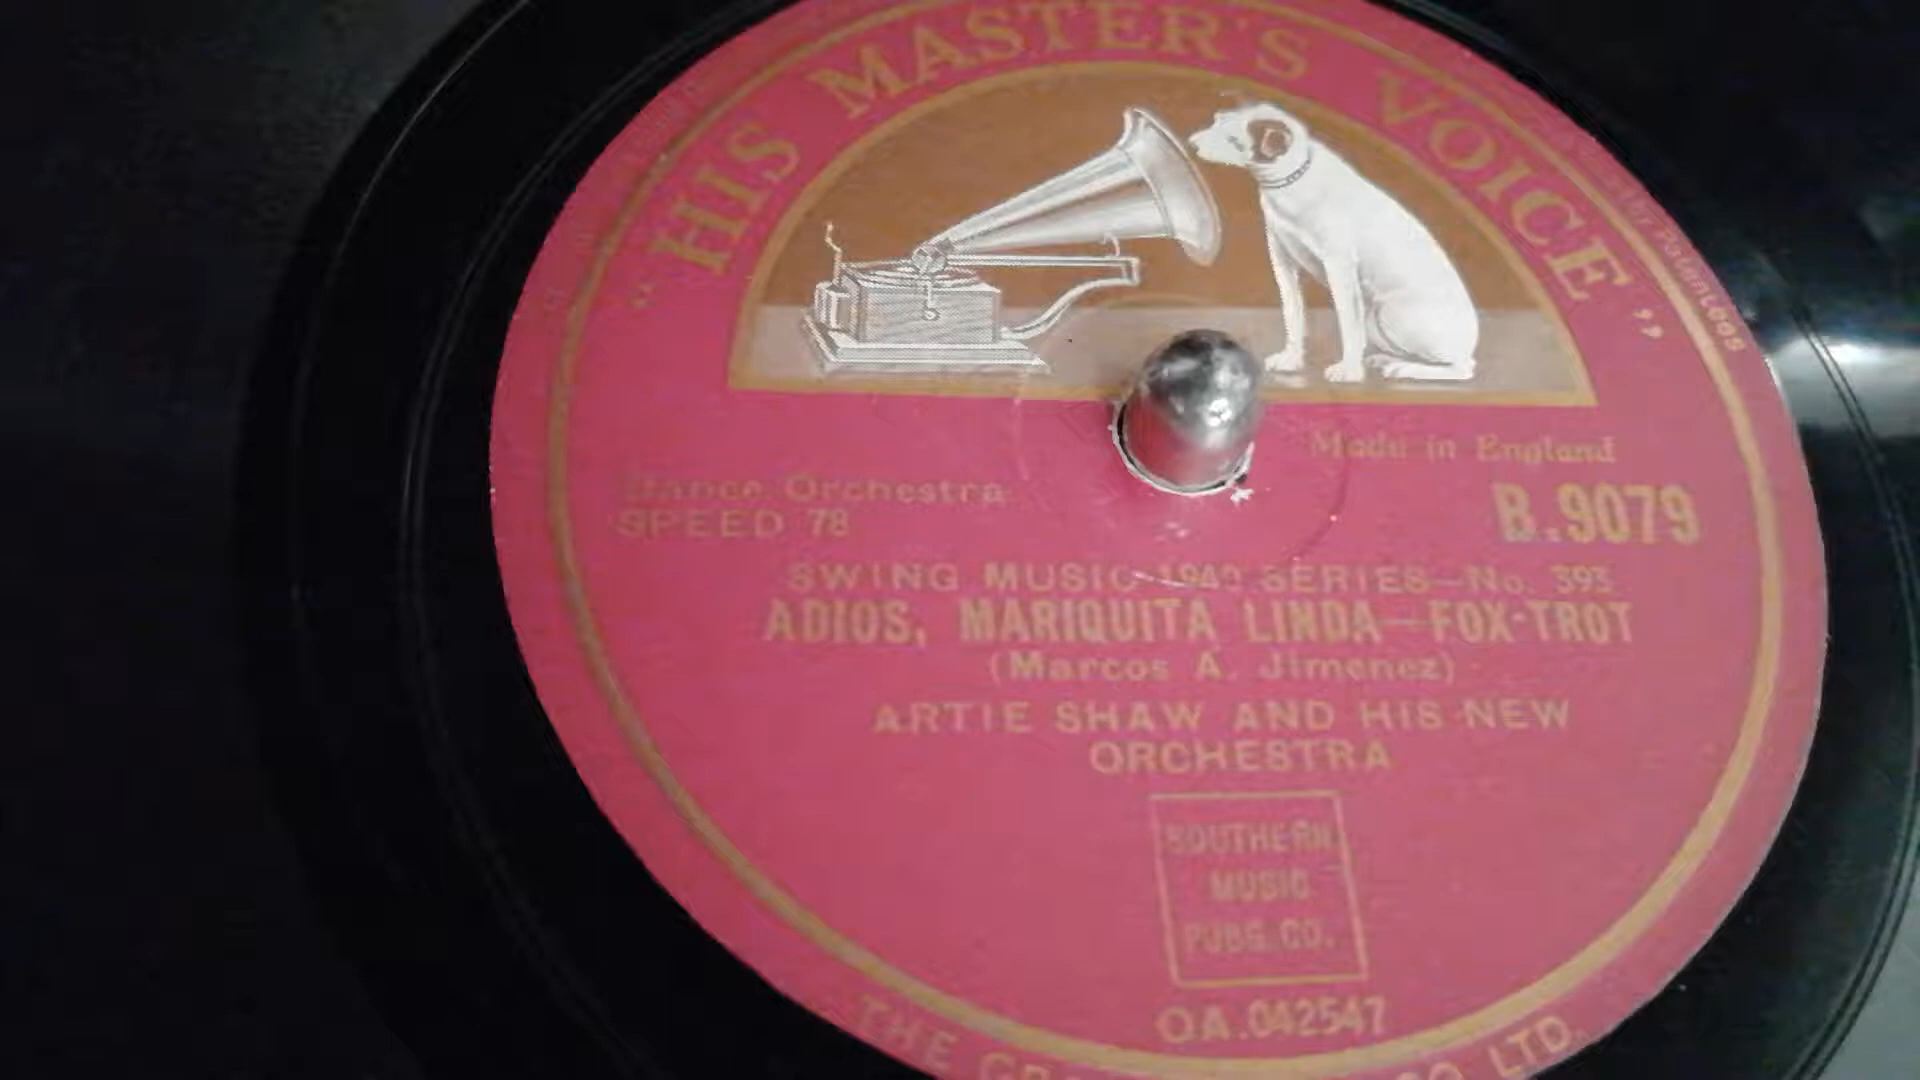 "HIS MASTER'S VOICE"
Made in England
Dance Orchestra
SPEED 78
B.9079
SWING MUSIC 1940 SERIES—No. 393
ADIOS, MARIQUITA LINDA—FOX-TROT
(Marcos A. Jimenez)
ARTIE SHAW AND HIS NEW
ORCHESTRA
SOUTHERN
MUSIC
PUBG. CO.
OA.042547
THE CO. LTD.